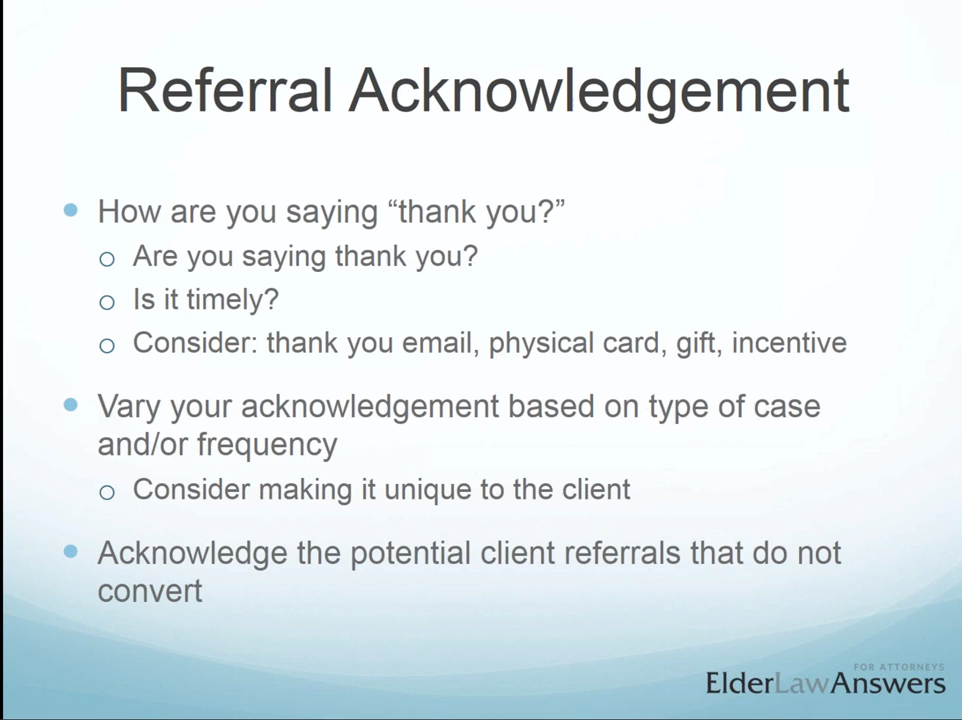 Referral Acknowledgement
How are you saying “thank you?”
Are you saying thank you?
Is it timely?
Consider: thank you email, physical card, gift, incentive
Vary your acknowledgement based on type of case
and/or frequency
Consider making it unique to the client
Acknowledge the potential client referrals that do not
convert
FOR ATTORNEYS
ElderLawAnswers